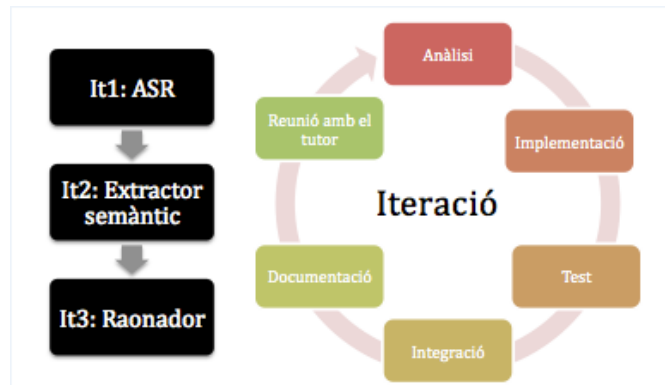 It1: ASR
It2: Extractor
semàntic
It3: Raonador
Anàlisi
Implementació
Test
Integració
Documentació
Reunió amb el
tutor
Iteració